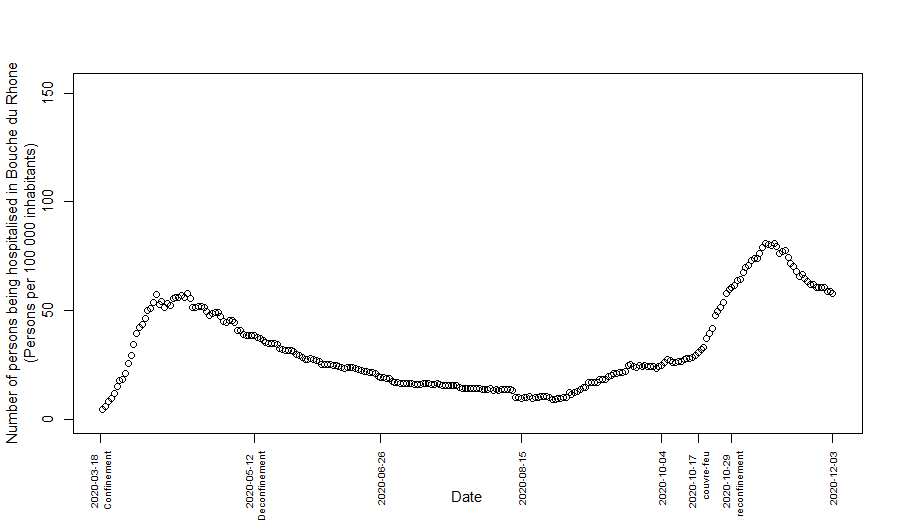 Number of persons being hospitalised in Bouche du Rhone
(Persons per 100 000 inhabitants)
150
100
50
0
2020-03-18
Confinement
2020-05-12
Deconfinement
2020-06-26
2020-08-15
2020-10-04
2020-10-17
couvre-feu
2020-10-29
reconfinement
2020-12-03
Date